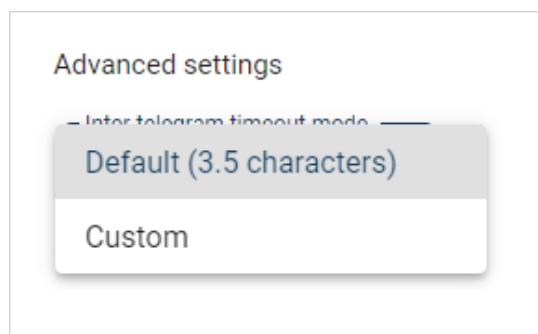 Advanced settings
Inter telegram timeout mode
Default (3.5 characters)
Custom